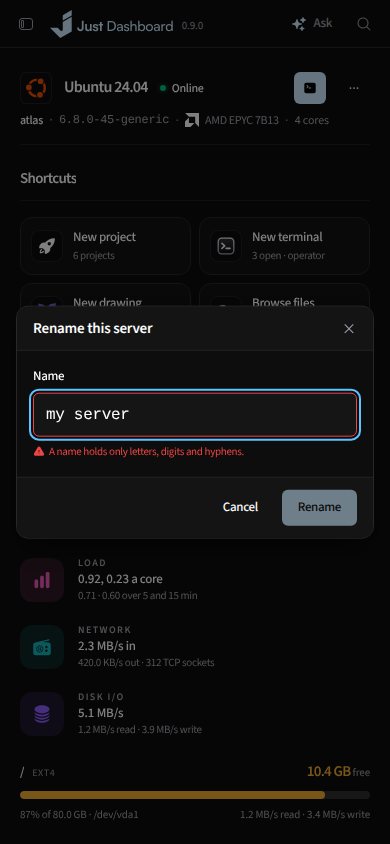 Just Dashboard 0.9.0 Ask
Ubuntu 24.04 Online
atlas · 6.8.0-45-generic · AMD EPYC 7B13 · 4 cores
Shortcuts
New project
6 projects
New terminal
3 open · operator
New drawing
Browse files
Rename this server
Name
my server
A name holds only letters, digits and hyphens.
Cancel
Rename
LOAD
0.92, 0.23 a core
0.71 · 0.60 over 5 and 15 min
NETWORK
2.3 MB/s in
420.0 KB/s out · 312 TCP sockets
DISK I/O
5.1 MB/s
1.2 MB/s read · 3.9 MB/s write
/ EXT4 10.4 GB free
87% of 80.0 GB · /dev/vda1 1.2 MB/s read · 3.4 MB/s write